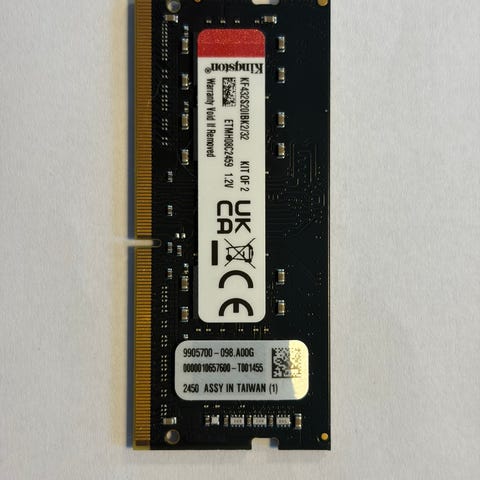 Kingston®
KF432S20IBK2/32 KIT OF 2
ETMH08C2459 1.2V
Warranty Void If Removed
UK
CA
CE
9905700-098.A00G
0000010657600-T001455
2450 ASSY IN TAIWAN (1)